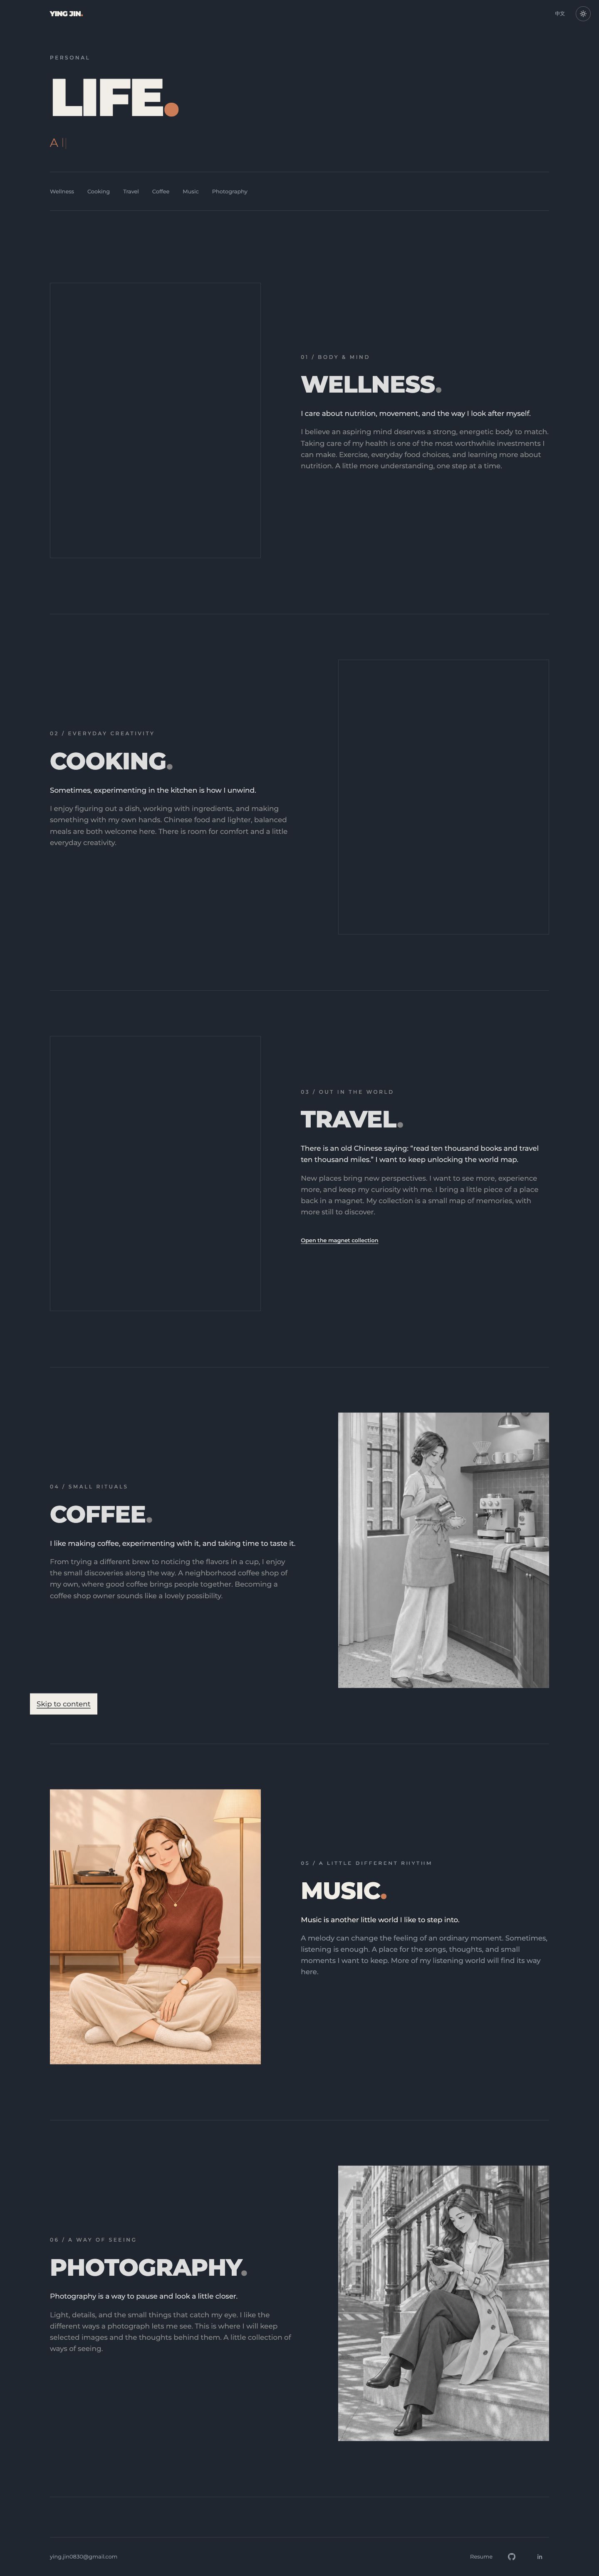 YING JIN.
中文
PERSONAL
LIFE.
A li
Wellness Cooking Travel Coffee Music Photography
01 / BODY & MIND
WELLNESS.
I care about nutrition, movement, and the way I look after myself.
I believe an aspiring mind deserves a strong, energetic body to match.
Taking care of my health is one of the most worthwhile investments I
can make. Exercise, everyday food choices, and learning more about
nutrition. A little more understanding, one step at a time.
02 / EVERYDAY CREATIVITY
COOKING.
Sometimes, experimenting in the kitchen is how I unwind.
I enjoy figuring out a dish, working with ingredients, and making
something with my own hands. Chinese food and lighter, balanced
meals are both welcome here. There is room for comfort and a little
everyday creativity.
03 / OUT IN THE WORLD
TRAVEL.
There is an old Chinese saying: “read ten thousand books and travel
ten thousand miles.” I want to keep unlocking the world map.
New places bring new perspectives. I want to see more, experience
more, and keep my curiosity with me. I bring a little piece of a place
back in a magnet. My collection is a small map of memories, with
more still to discover.
Open the magnet collection
04 / SMALL RITUALS
COFFEE.
I like making coffee, experimenting with it, and taking time to taste it.
From trying a different brew to noticing the flavors in a cup, I enjoy
the small discoveries along the way. A neighborhood coffee shop of
my own, where good coffee brings people together. Becoming a
coffee shop owner sounds like a lovely possibility.
Skip to content
05 / A LITTLE DIFFERENT RHYTHM
MUSIC.
Music is another little world I like to step into.
A melody can change the feeling of an ordinary moment. Sometimes,
listening is enough. A place for the songs, thoughts, and small
moments I want to keep. More of my listening world will find its way
here.
06 / A WAY OF SEEING
PHOTOGRAPHY.
Photography is a way to pause and look a little closer.
Light, details, and the small things that catch my eye. I like the
different ways a photograph lets me see. This is where I will keep
selected images and the thoughts behind them. A little collection of
ways of seeing.
ying.jin0830@gmail.com
Resume
in